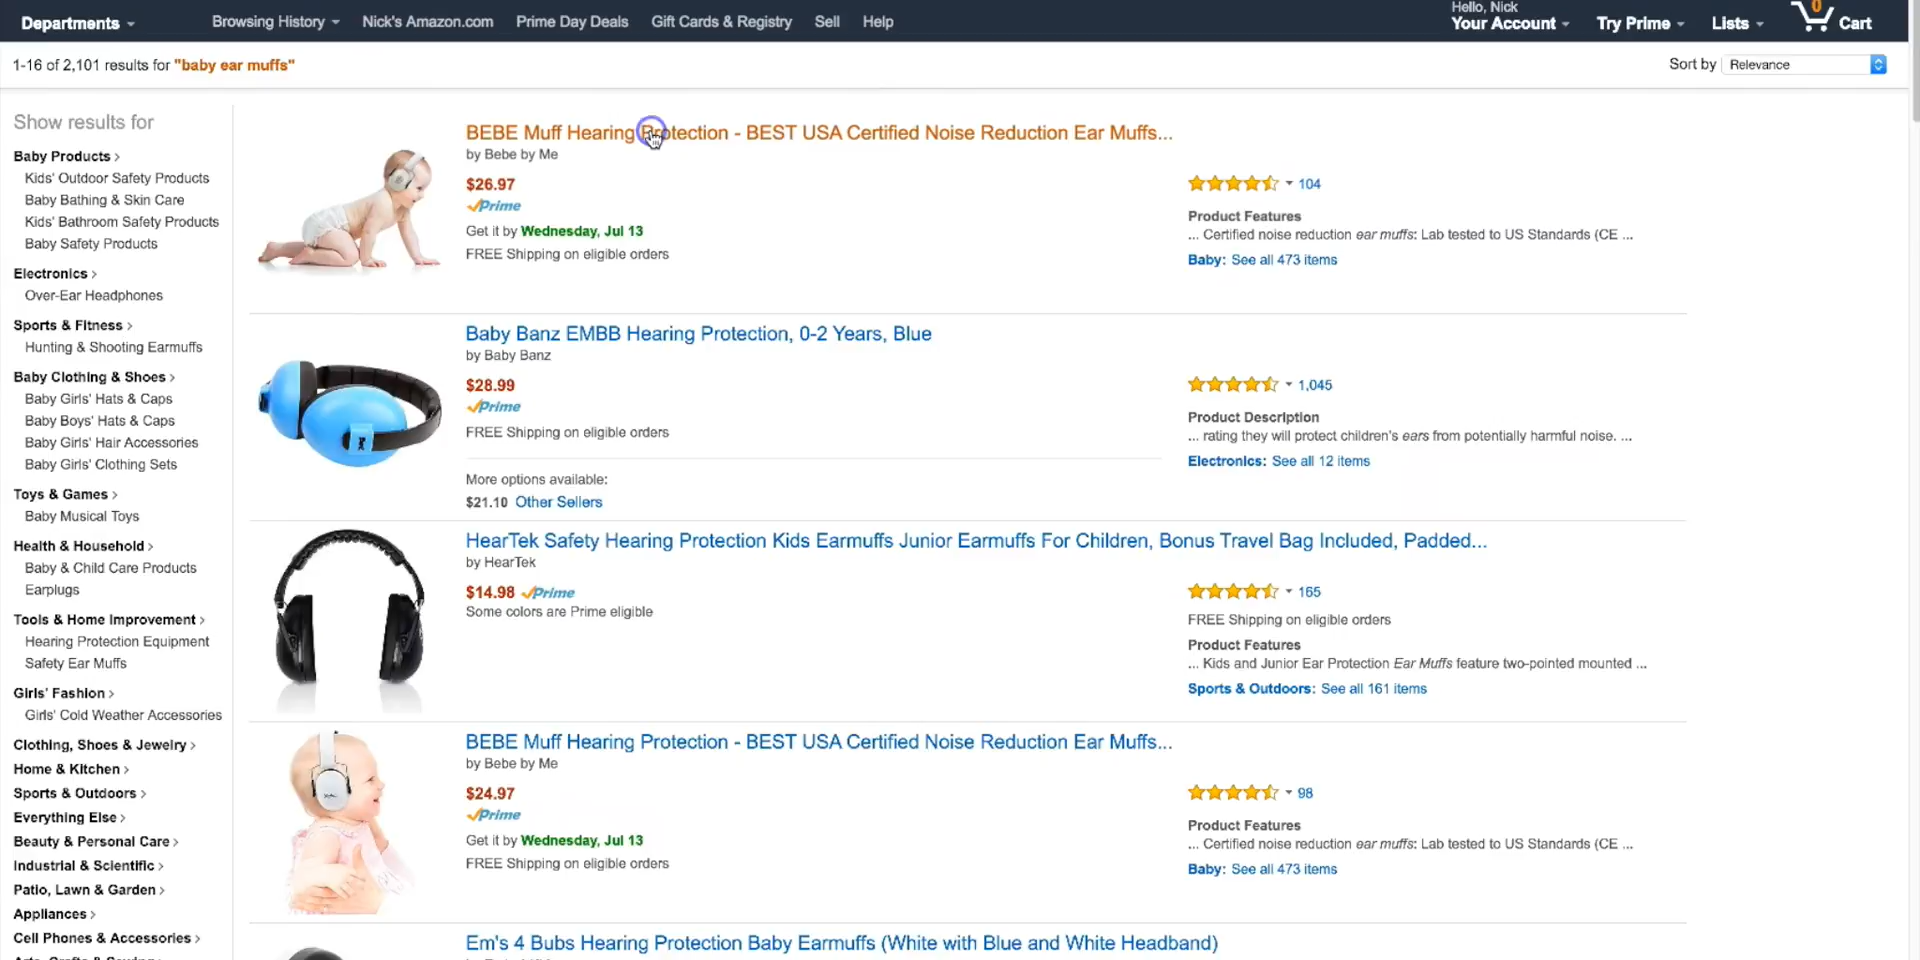 Departments
Browsing History
Nick's Amazon.com
Prime Day Deals
Gift Cards & Registry
Sell
Help
Hello, Nick
Your Account
Try Prime
Lists
0
Cart
1-16 of 2,101 results for "baby ear muffs"
Sort by Relevance
Show results for
Baby Products
Kids' Outdoor Safety Products
Baby Bathing & Skin Care
Kids' Bathroom Safety Products
Baby Safety Products
Electronics
Over-Ear Headphones
Sports & Fitness
Hunting & Shooting Earmuffs
Baby Clothing & Shoes
Baby Girls' Hats & Caps
Baby Boys' Hats & Caps
Baby Girls' Hair Accessories
Baby Girls' Clothing Sets
Toys & Games
Baby Musical Toys
Health & Household
Baby & Child Care Products
Earplugs
Tools & Home Improvement
Hearing Protection Equipment
Safety Ear Muffs
Girls' Fashion
Girls' Cold Weather Accessories
Clothing, Shoes & Jewelry
Home & Kitchen
Sports & Outdoors
Everything Else
Beauty & Personal Care
Industrial & Scientific
Patio, Lawn & Garden
Appliances
Cell Phones & Accessories
BEBE Muff Hearing Protection - BEST USA Certified Noise Reduction Ear Muffs...
by Bebe by Me
$26.97
Prime
Get it by Wednesday, Jul 13
FREE Shipping on eligible orders
104
Product Features
... Certified noise reduction ear muffs: Lab tested to US Standards (CE ...
Baby: See all 473 items
Baby Banz EMBB Hearing Protection, 0-2 Years, Blue
by Baby Banz
$28.99
Prime
FREE Shipping on eligible orders
More options available:
$21.10 Other Sellers
1,045
Product Description
... rating they will protect children's ears from potentially harmful noise. ...
Electronics: See all 12 items
HearTek Safety Hearing Protection Kids Earmuffs Junior Earmuffs For Children, Bonus Travel Bag Included, Padded...
by HearTek
$14.98 Prime
Some colors are Prime eligible
165
FREE Shipping on eligible orders
Product Features
... Kids and Junior Ear Protection Ear Muffs feature two-pointed mounted ...
Sports & Outdoors: See all 161 items
BEBE Muff Hearing Protection - BEST USA Certified Noise Reduction Ear Muffs...
by Bebe by Me
$24.97
Prime
Get it by Wednesday, Jul 13
FREE Shipping on eligible orders
98
Product Features
... Certified noise reduction ear muffs: Lab tested to US Standards (CE ...
Baby: See all 473 items
Em's 4 Bubs Hearing Protection Baby Earmuffs (White with Blue and White Headband)